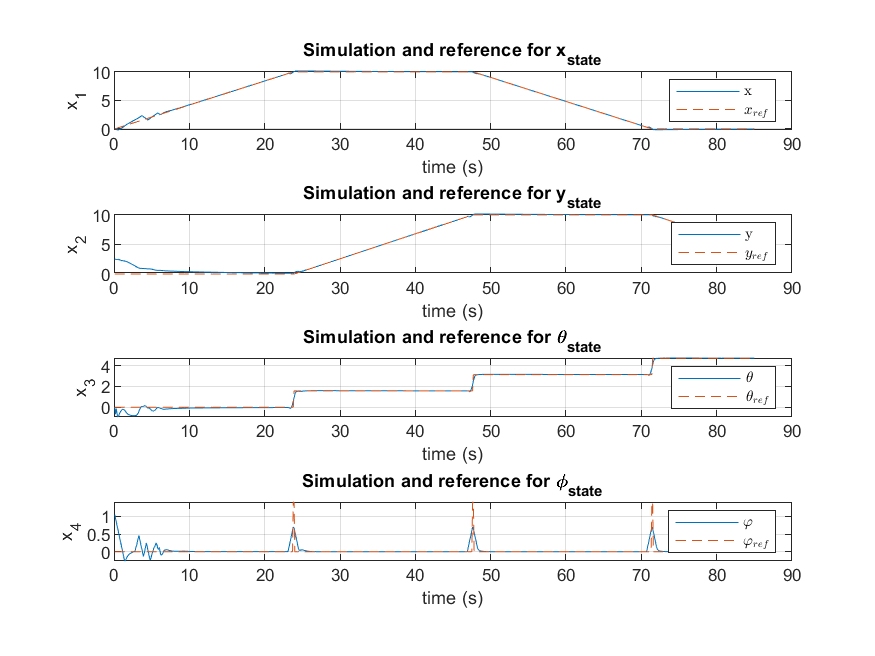 Simulation and reference for x_state
x_1
10
5
0
x
x_ref
0 10 20 30 40 50 60 70 80 90
time (s)
Simulation and reference for y_state
x_2
10
5
0
y
y_ref
0 10 20 30 40 50 60 70 80 90
time (s)
Simulation and reference for θ_state
x_3
4
2
0
θ
θ_ref
0 10 20 30 40 50 60 70 80 90
time (s)
Simulation and reference for ϕ_state
x_4
1
0.5
0
φ
φ_ref
0 10 20 30 40 50 60 70 80 90
time (s)